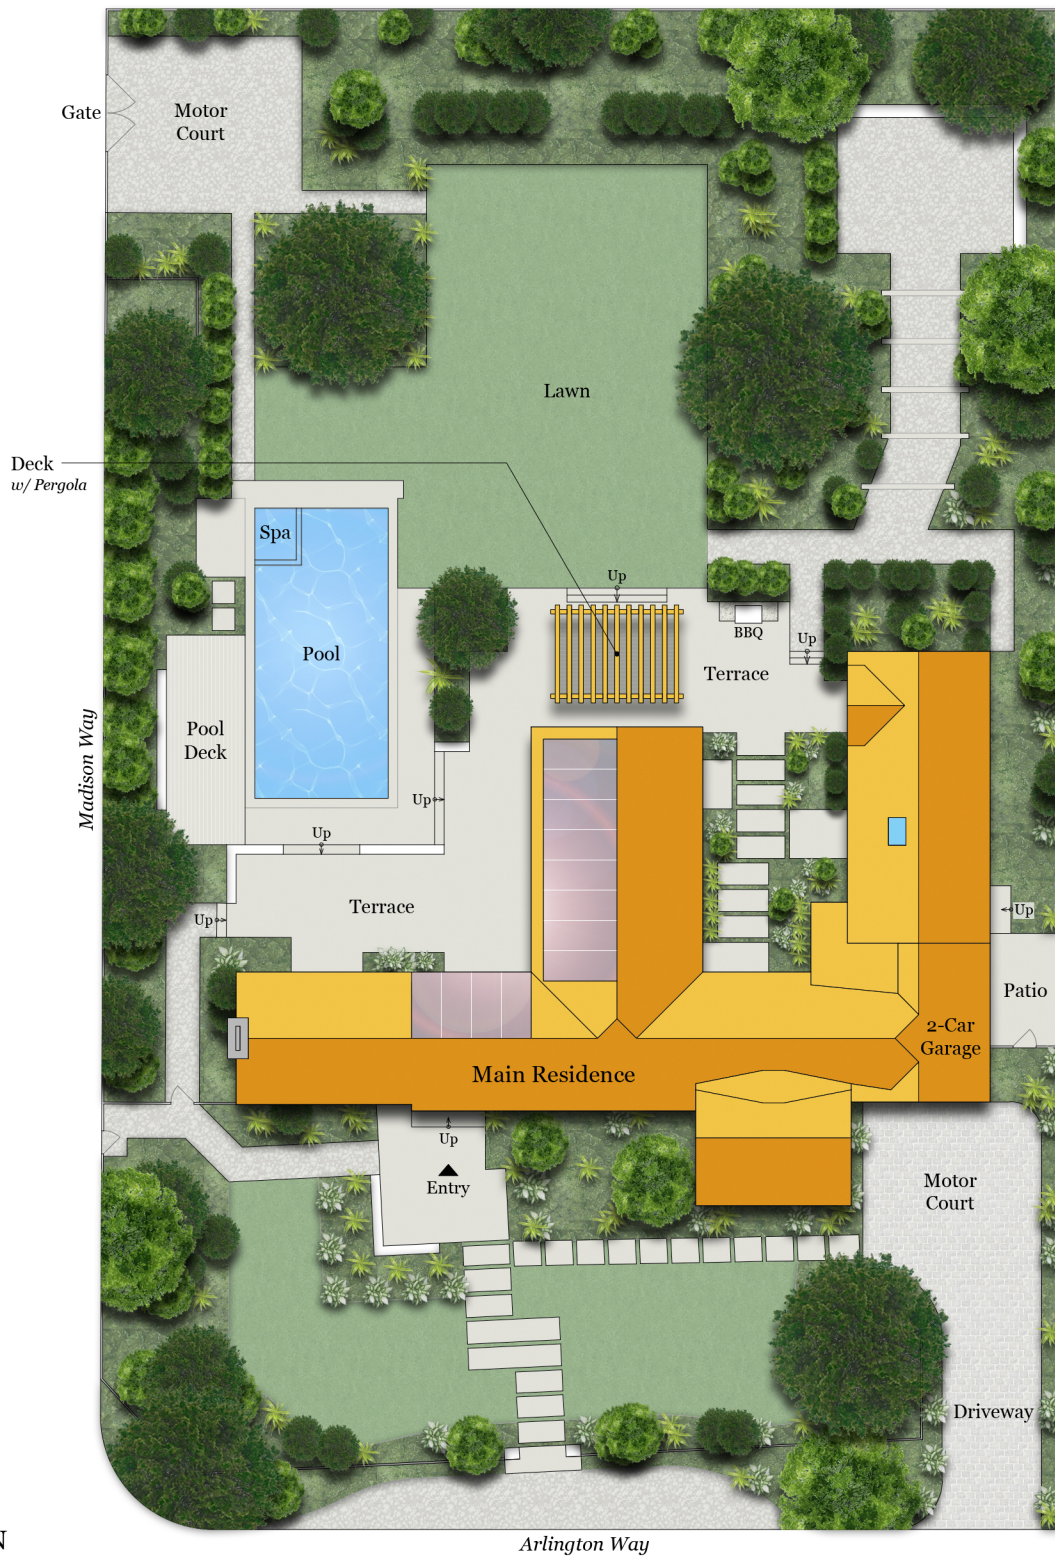 Gate
Motor
Court
Lawn
Deck
w/ Pergola
Spa
Up
BBQ
Pool
Up
Terrace
Pool
Deck
Madison Way
Up
Up
Terrace
Up
Up
Patio
2-Car
Garage
Main Residence
Up
Entry
Motor
Court
Driveway
N
Arlington Way